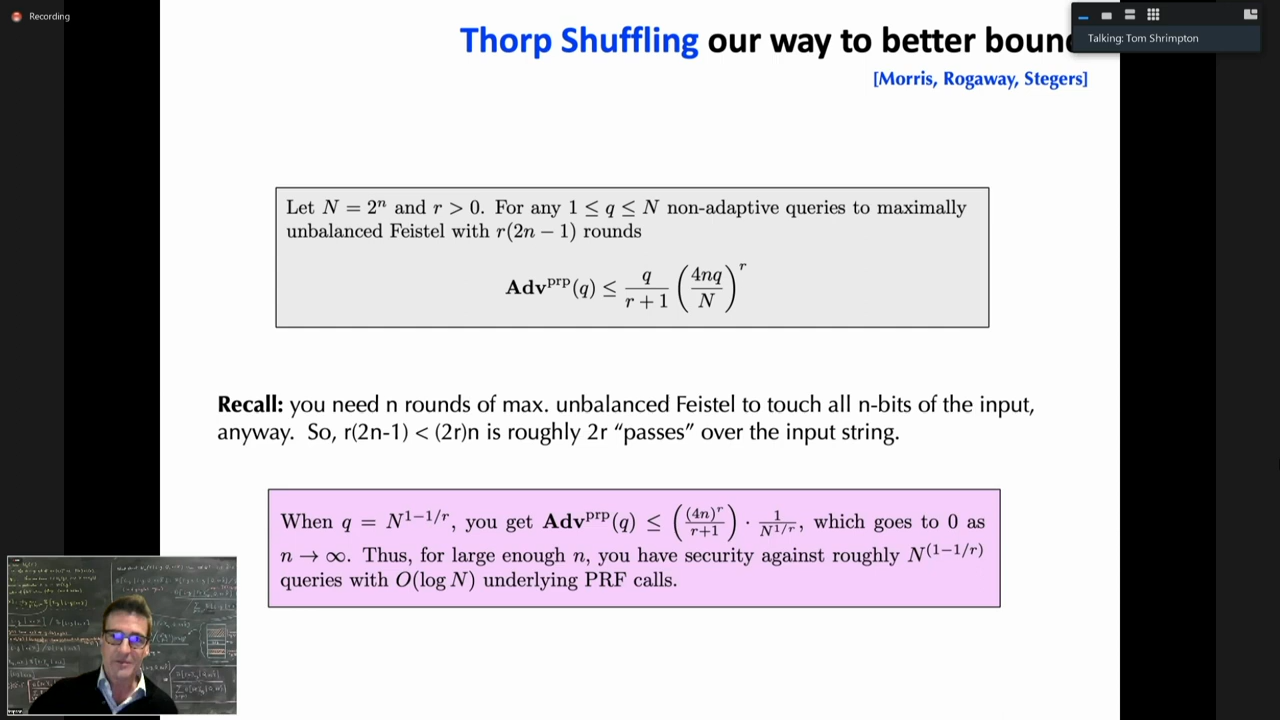 Recording
Talking: Tom Shrimpton
Thorp Shuffling our way to better boun
[Morris, Rogaway, Stegers]
Let N = 2ⁿ and r > 0. For any 1 ≤ q ≤ N non-adaptive queries to maximally
unbalanced Feistel with r(2n − 1) rounds
Adv^prp(q) ≤ q/(r + 1) (4nq/N)^r
Recall: you need n rounds of max. unbalanced Feistel to touch all n-bits of the input,
anyway. So, r(2n-1) < (2r)n is roughly 2r “passes” over the input string.
When q = N^(1−1/r), you get Adv^prp(q) ≤ ((4n)^r/(r+1)) · 1/N^(1/r), which goes to 0 as
n → ∞. Thus, for large enough n, you have security against roughly N^(1−1/r)
queries with O(log N) underlying PRF calls.